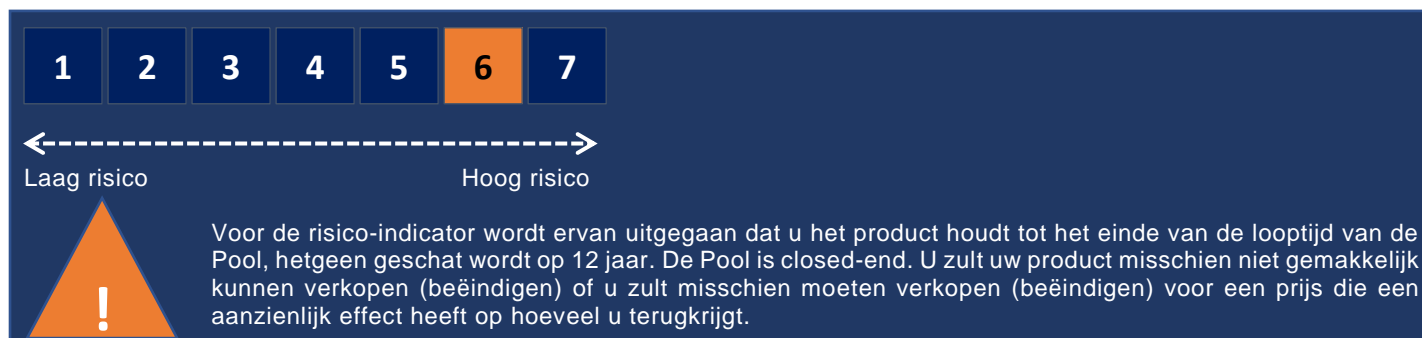 1 2 3 4 5 6 7
Laag risico Hoog risico
Voor de risico-indicator wordt ervan uitgegaan dat u het product houdt tot het einde van de looptijd van de
Pool, hetgeen geschat wordt op 12 jaar. De Pool is closed-end. U zult uw product misschien niet gemakkelijk
kunnen verkopen (beëindigen) of u zult misschien moeten verkopen (beëindigen) voor een prijs die een
! aanzienlijk effect heeft op hoeveel u terugkrijgt.